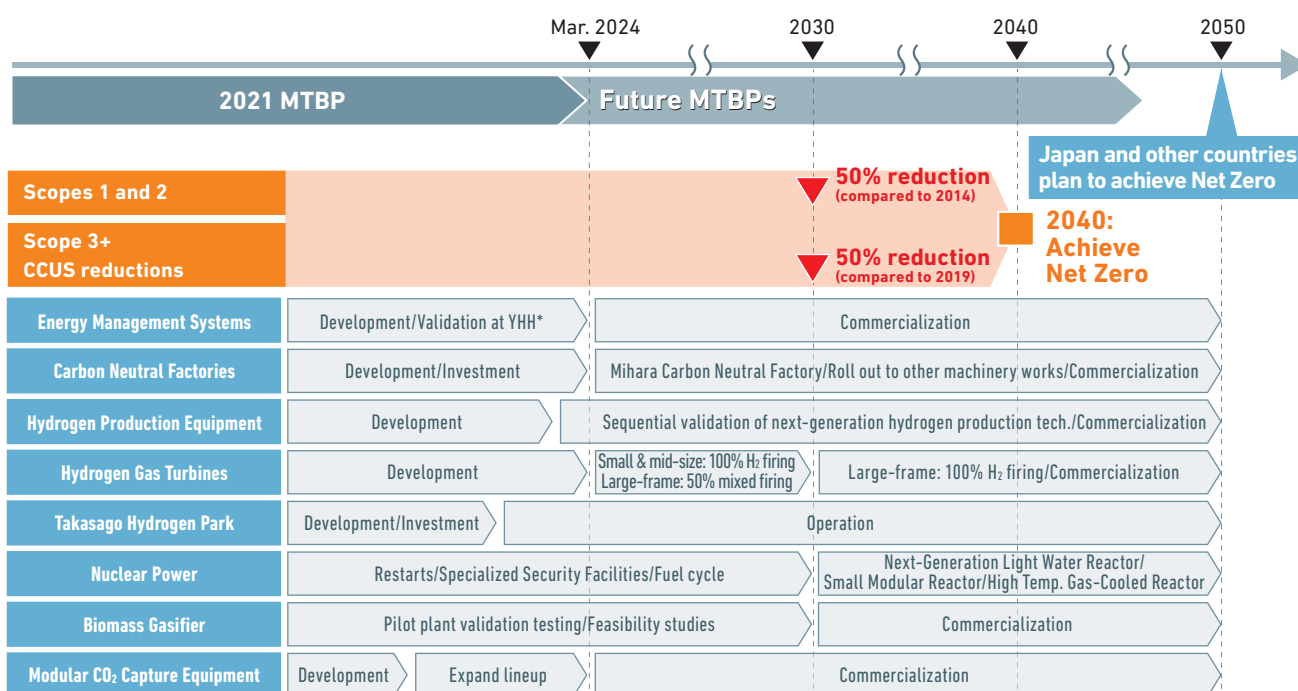 Mar. 2024
2030
2040
2050
2021 MTBP
Future MTBPs
Japan and other countries
plan to achieve Net Zero
Scopes 1 and 2
50% reduction
(compared to 2014)
Scope 3+
CCUS reductions
50% reduction
(compared to 2019)
2040:
Achieve
Net Zero
Energy Management Systems
Development/Validation at YHH*
Commercialization
Carbon Neutral Factories
Development/Investment
Mihara Carbon Neutral Factory/Roll out to other machinery works/Commercialization
Hydrogen Production Equipment
Development
Sequential validation of next-generation hydrogen production tech./Commercialization
Hydrogen Gas Turbines
Development
Small & mid-size: 100% H₂ firing
Large-frame: 50% mixed firing
Large-frame: 100% H₂ firing/Commercialization
Takasago Hydrogen Park
Development/Investment
Operation
Nuclear Power
Restarts/Specialized Security Facilities/Fuel cycle
Next-Generation Light Water Reactor/
Small Modular Reactor/High Temp. Gas-Cooled Reactor
Biomass Gasifier
Pilot plant validation testing/Feasibility studies
Commercialization
Modular CO₂ Capture Equipment
Development
Expand lineup
Commercialization